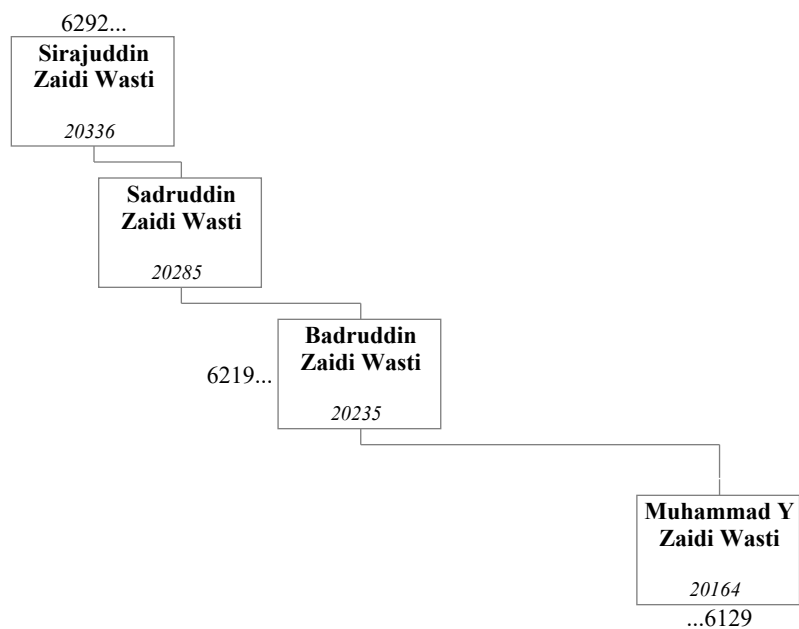 6292...
Sirajuddin
Zaidi Wasti
20336
Sadruddin
Zaidi Wasti
20285
Badruddin
Zaidi Wasti
6219...
20235
Muhammad Y
Zaidi Wasti
20164
...6129